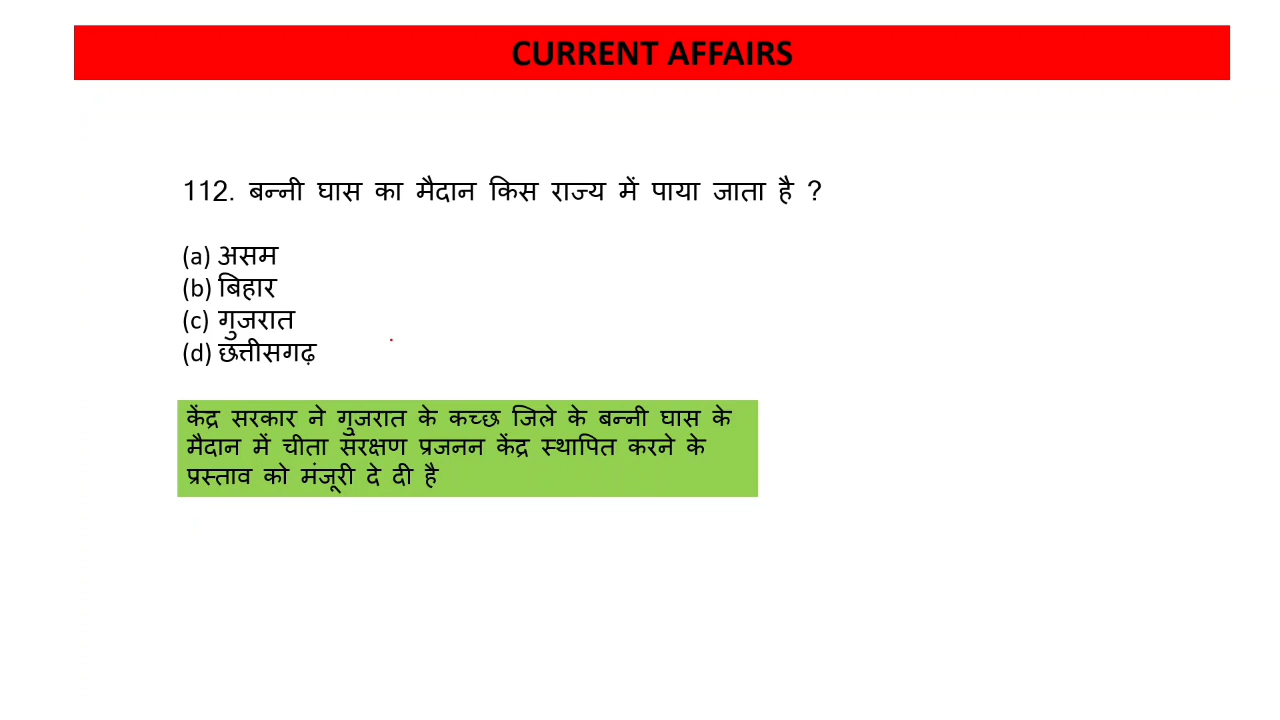 CURRENT AFFAIRS
112. बन्नी घास का मैदान किस राज्य में पाया जाता है ?
(a) असम
(b) बिहार
(c) गुजरात
(d) छत्तीसगढ़
केंद्र सरकार ने गुजरात के कच्छ जिले के बन्नी घास के
मैदान में चीता संरक्षण प्रजनन केंद्र स्थापित करने के
प्रस्ताव को मंजूरी दे दी है